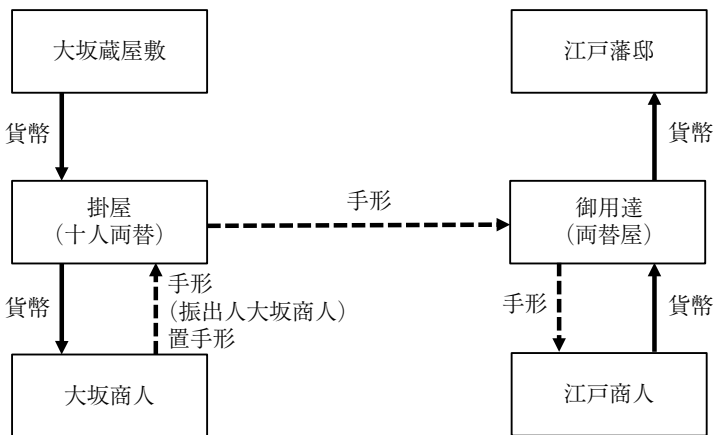 大坂蔵屋敷
江戸藩邸
貨幣
貨幣
掛屋
（十人両替）
手形
御用達
（両替屋）
貨幣
手形
（振出人大坂商人）
置手形
手形
貨幣
大坂商人
江戸商人